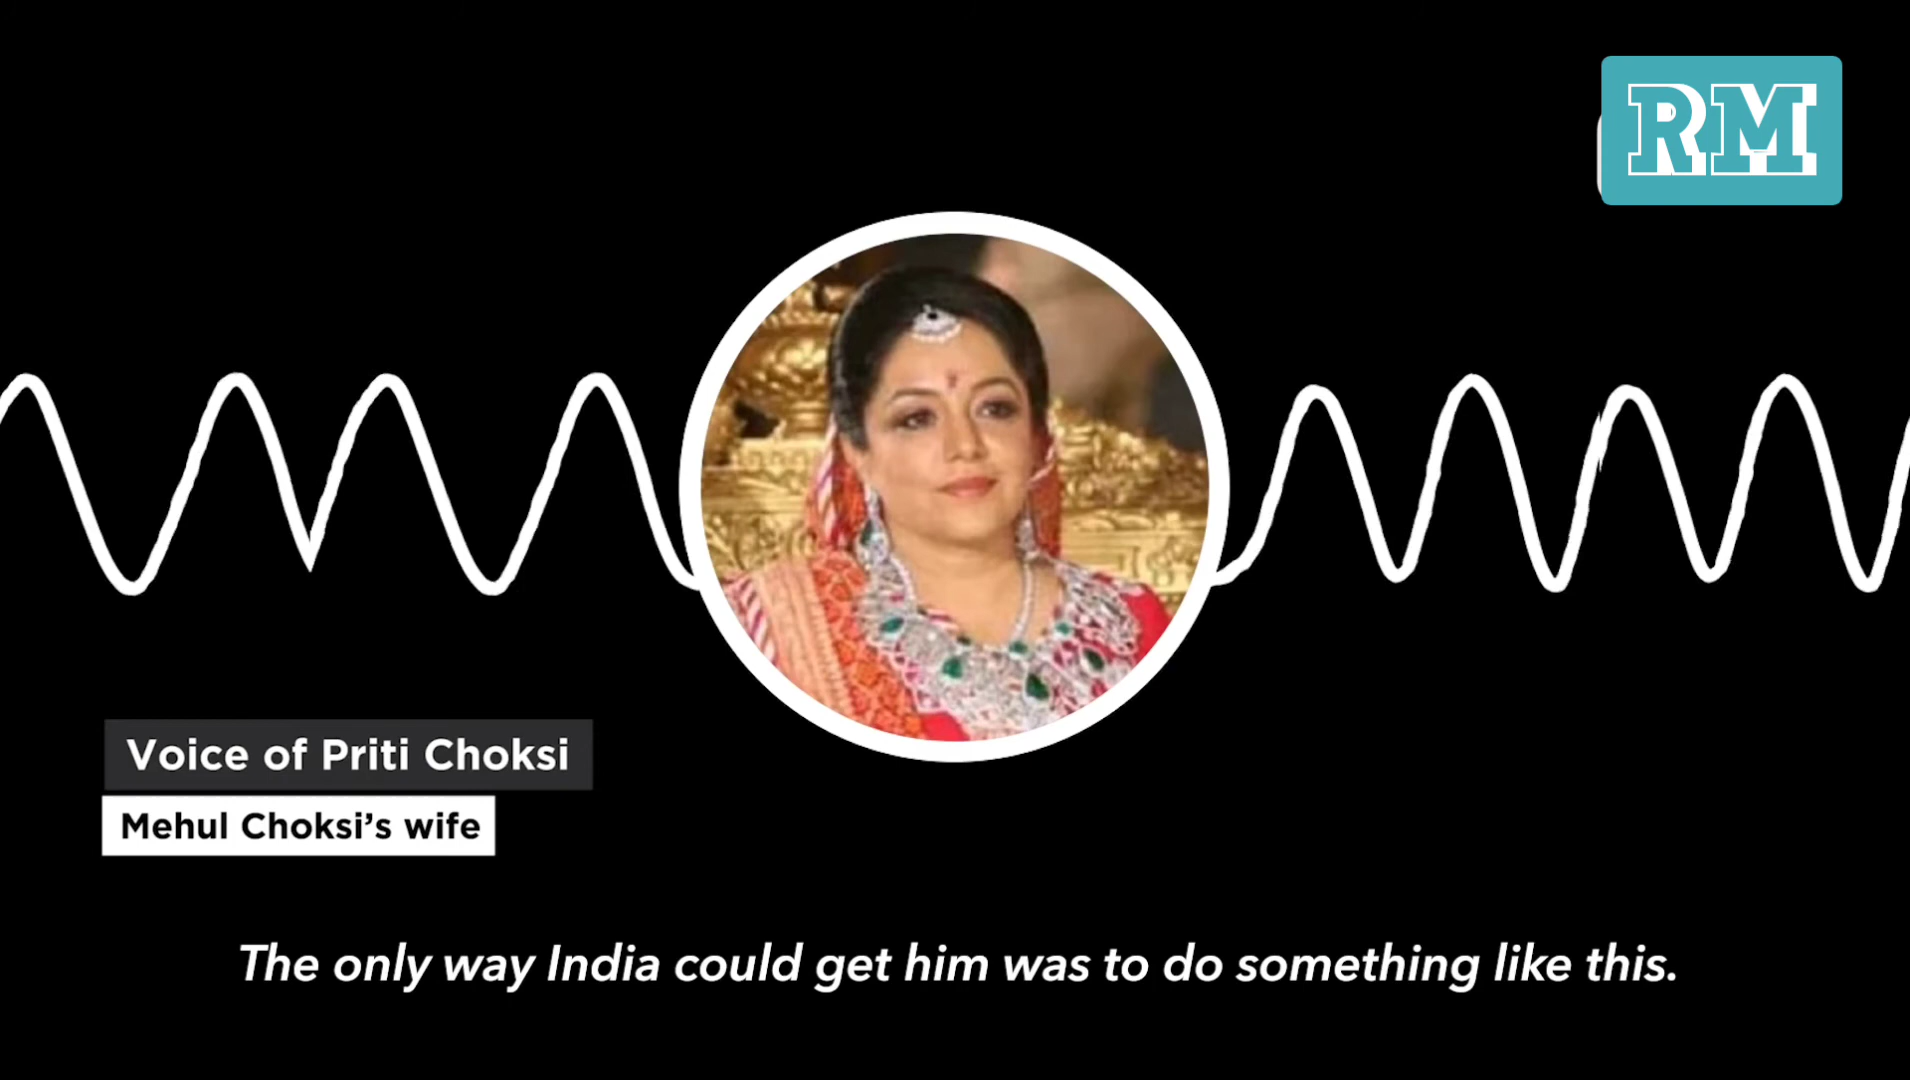 RM
Voice of Priti Choksi
Mehul Choksi’s wife
The only way India could get him was to do something like this.